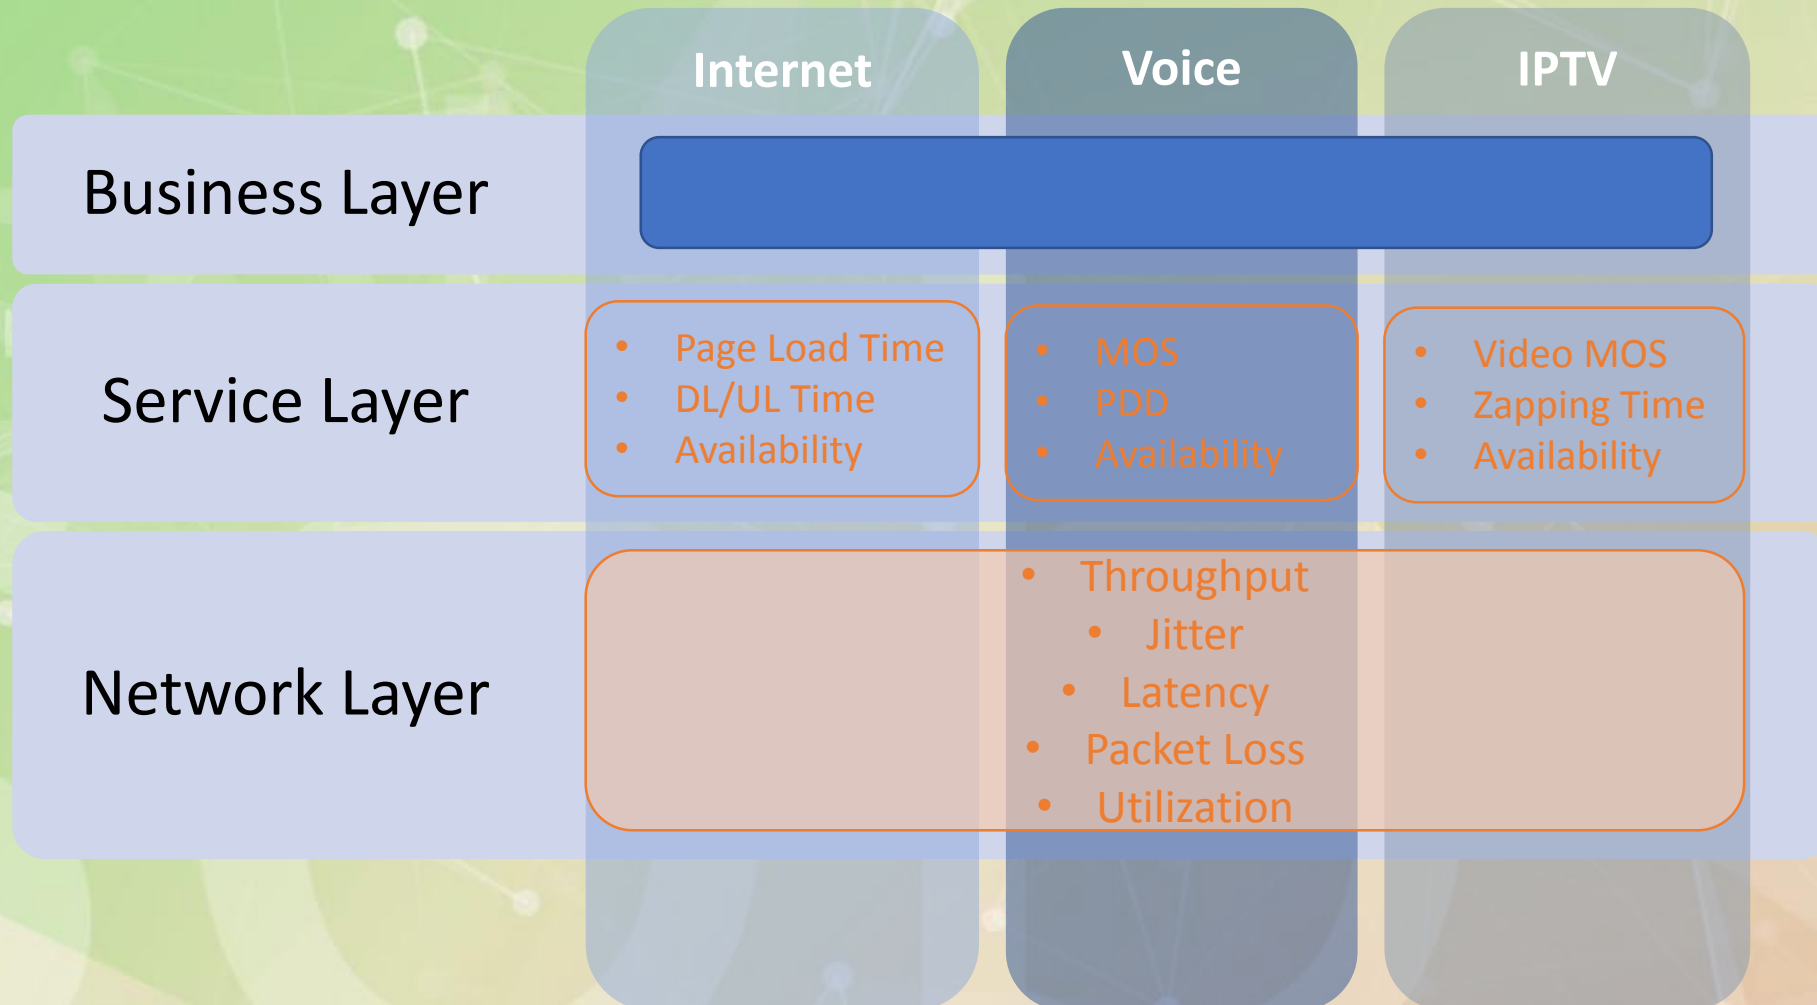 Internet
Voice
IPTV
Business Layer
Service Layer
• Page Load Time
• DL/UL Time
• Availability
• MOS
• PDD
• Availability
• Video MOS
• Zapping Time
• Availability
Network Layer
• Throughput
• Jitter
• Latency
• Packet Loss
• Utilization